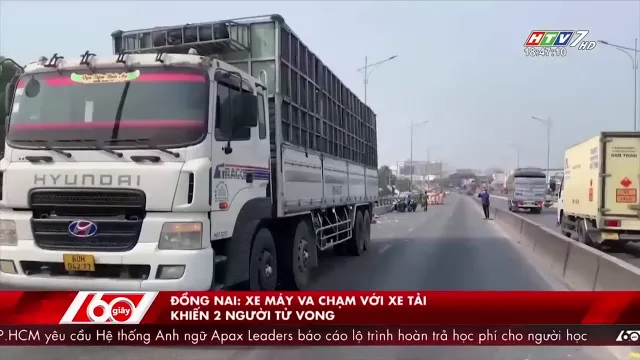 HTV7 HD
18:47:10
HYUNDAI
TRAGO
60 giây
ĐỒNG NAI: XE MÁY VA CHẠM VỚI XE TẢI
KHIẾN 2 NGƯỜI TỬ VONG
P.HCM yêu cầu Hệ thống Anh ngữ Apax Leaders báo cáo lộ trình hoàn trả học phí cho người học